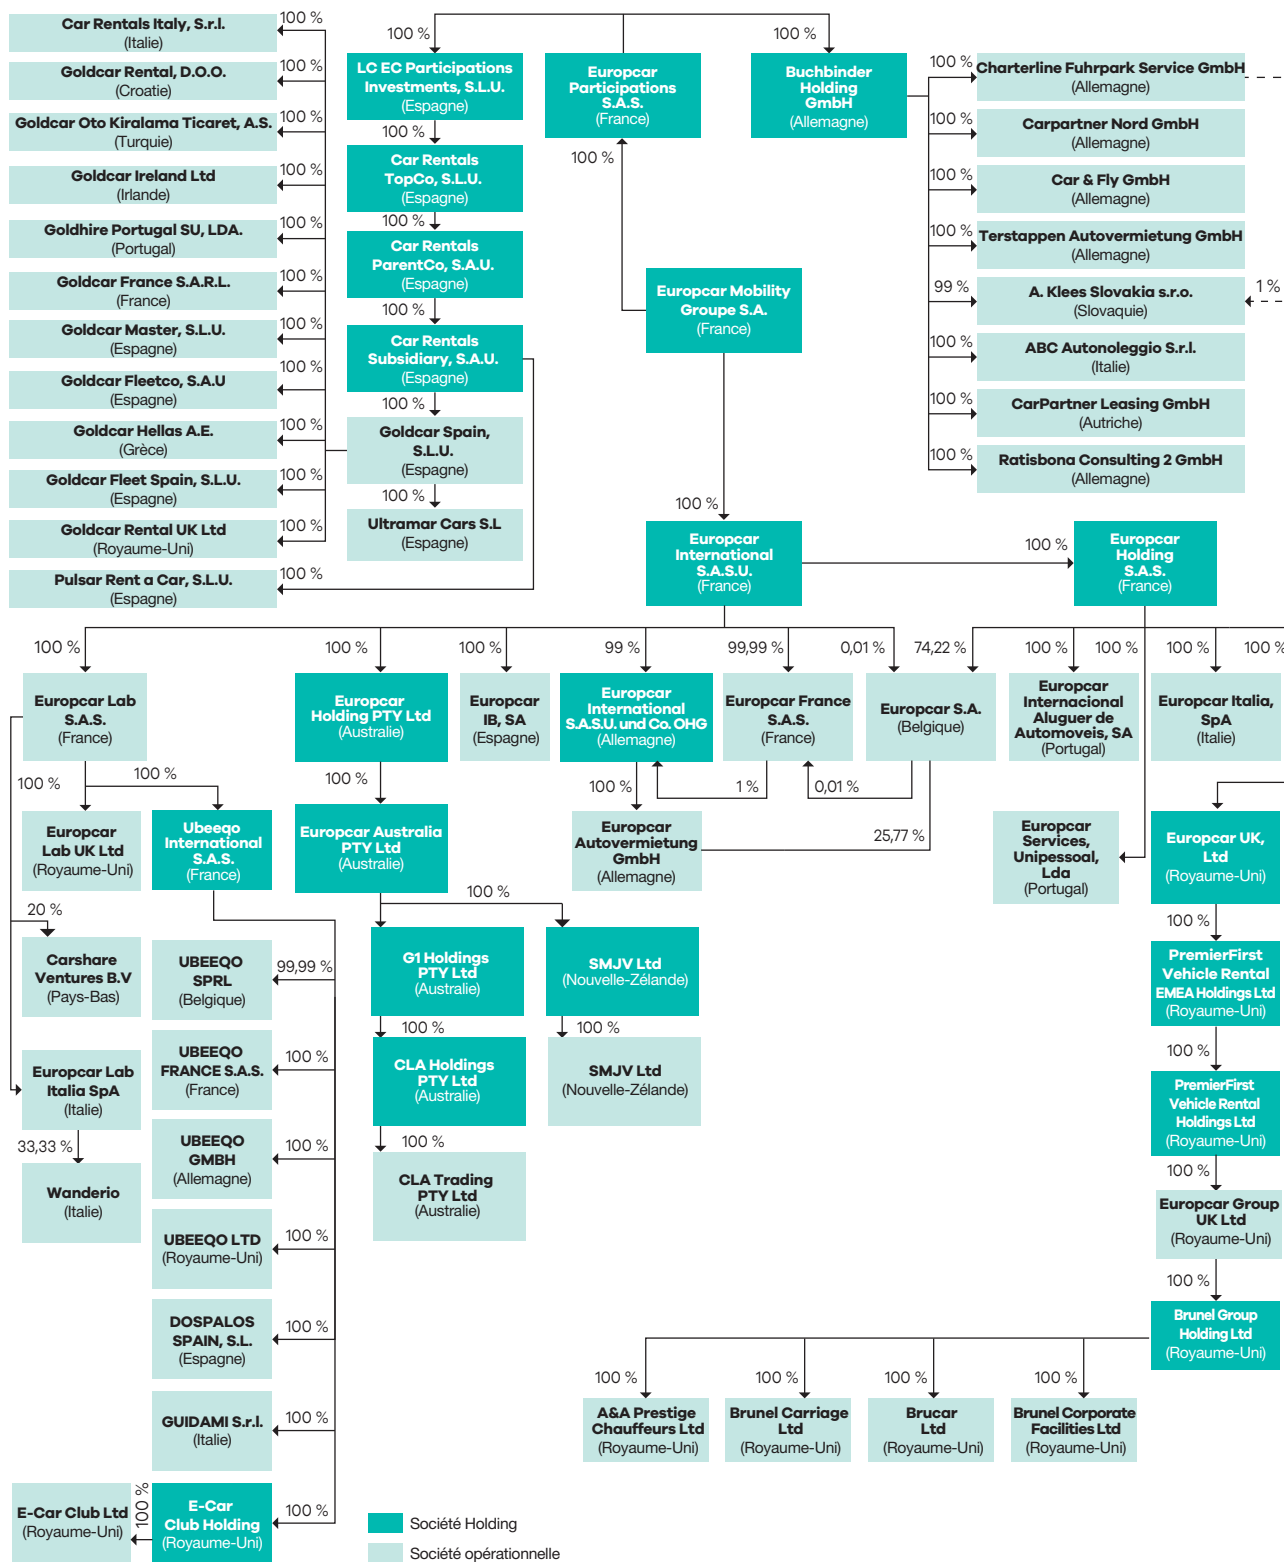 Car Rentals Italy, S.r.l.
(Italie)
100 %
Goldcar Rental, D.O.O.
(Croatie)
100 %
Goldcar Oto Kiralama Ticaret, A.S.
(Turquie)
100 %
Goldcar Ireland Ltd
(Irlande)
100 %
Goldhire Portugal SU, LDA.
(Portugal)
100 %
Goldcar France S.A.R.L.
(France)
100 %
Goldcar Master, S.L.U.
(Espagne)
100 %
Goldcar Fleetco, S.A.U
(Espagne)
100 %
Goldcar Hellas A.E.
(Grèce)
100 %
Goldcar Fleet Spain, S.L.U.
(Espagne)
100 %
Goldcar Rental UK Ltd
(Royaume-Uni)
100 %
Pulsar Rent a Car, S.L.U.
(Espagne)
100 %
100 %
LC EC Participations
Investments, S.L.U.
(Espagne)
100 %
Car Rentals
TopCo, S.L.U.
(Espagne)
100 %
Car Rentals
ParentCo, S.A.U.
(Espagne)
100 %
Car Rentals
Subsidiary, S.A.U.
(Espagne)
100 %
Goldcar Spain,
S.L.U.
(Espagne)
100 %
Ultramar Cars S.L
(Espagne)
Europcar
Participations
S.A.S.
(France)
100 %
100 %
Buchbinder
Holding
GmbH
(Allemagne)
Europcar Mobility
Groupe S.A.
(France)
100 %
100 %
Charterline Fuhrpark Service GmbH
(Allemagne)
100 %
Carpartner Nord GmbH
(Allemagne)
100 %
Car & Fly GmbH
(Allemagne)
100 %
Terstappen Autovermietung GmbH
(Allemagne)
99 %
A. Klees Slovakia s.r.o.
(Slovaquie)
1 %
100 %
ABC Autonoleggio S.r.l.
(Italie)
100 %
CarPartner Leasing GmbH
(Autriche)
100 %
Ratisbona Consulting 2 GmbH
(Allemagne)
Europcar
International
S.A.S.U.
(France)
100 %
Europcar
Holding
S.A.S.
(France)
100 %
100 %
100 %
99 %
99,99 %
0,01 %
74,22 %
100 %
100 %
100 %
100 %
Europcar Lab
S.A.S.
(France)
Europcar
Holding PTY Ltd
(Australie)
Europcar
IB, SA
(Espagne)
Europcar
International
S.A.S.U. und Co. OHG
(Allemagne)
Europcar France
S.A.S.
(France)
Europcar S.A.
(Belgique)
Europcar
Internacional
Aluguer de
Automoveis, SA
(Portugal)
Europcar Italia,
SpA
(Italie)
100 %
100 %
100 %
100 %
1 %
0,01 %
Europcar
Lab UK Ltd
(Royaume-Uni)
Ubeeqo
International
S.A.S.
(France)
Europcar Australia
PTY Ltd
(Australie)
Europcar
Autovermietung
GmbH
(Allemagne)
25,77 %
Europcar
Services,
Unipessoal,
Lda
(Portugal)
Europcar UK,
Ltd
(Royaume-Uni)
20 %
Carshare
Ventures B.V
(Pays-Bas)
Europcar Lab
Italia SpA
(Italie)
33,33 %
Wanderio
(Italie)
UBEEQO
SPRL
(Belgique)
99,99 %
UBEEQO
FRANCE S.A.S.
(France)
100 %
UBEEQO
GMBH
(Allemagne)
100 %
UBEEQO LTD
(Royaume-Uni)
100 %
DOSPALOS
SPAIN, S.L.
(Espagne)
100 %
GUIDAMI S.r.l.
(Italie)
100 %
E-Car Club Ltd
(Royaume-Uni)
100 %
E-Car
Club Holding
(Royaume-Uni)
100 %
100 %
G1 Holdings
PTY Ltd
(Australie)
100 %
CLA Holdings
PTY Ltd
(Australie)
100 %
CLA Trading
PTY Ltd
(Australie)
SMJV Ltd
(Nouvelle-Zélande)
100 %
SMJV Ltd
(Nouvelle-Zélande)
100 %
PremierFirst
Vehicle Rental
EMEA Holdings Ltd
(Royaume-Uni)
100 %
PremierFirst
Vehicle Rental
Holdings Ltd
(Royaume-Uni)
100 %
Europcar Group
UK Ltd
(Royaume-Uni)
100 %
Brunel Group
Holding Ltd
(Royaume-Uni)
100 %
100 %
100 %
100 %
A&A Prestige
Chauffeurs Ltd
(Royaume-Uni)
Brunel Carriage
Ltd
(Royaume-Uni)
Brucar
Ltd
(Royaume-Uni)
Brunel Corporate
Facilities Ltd
(Royaume-Uni)
Société Holding
Société opérationnelle